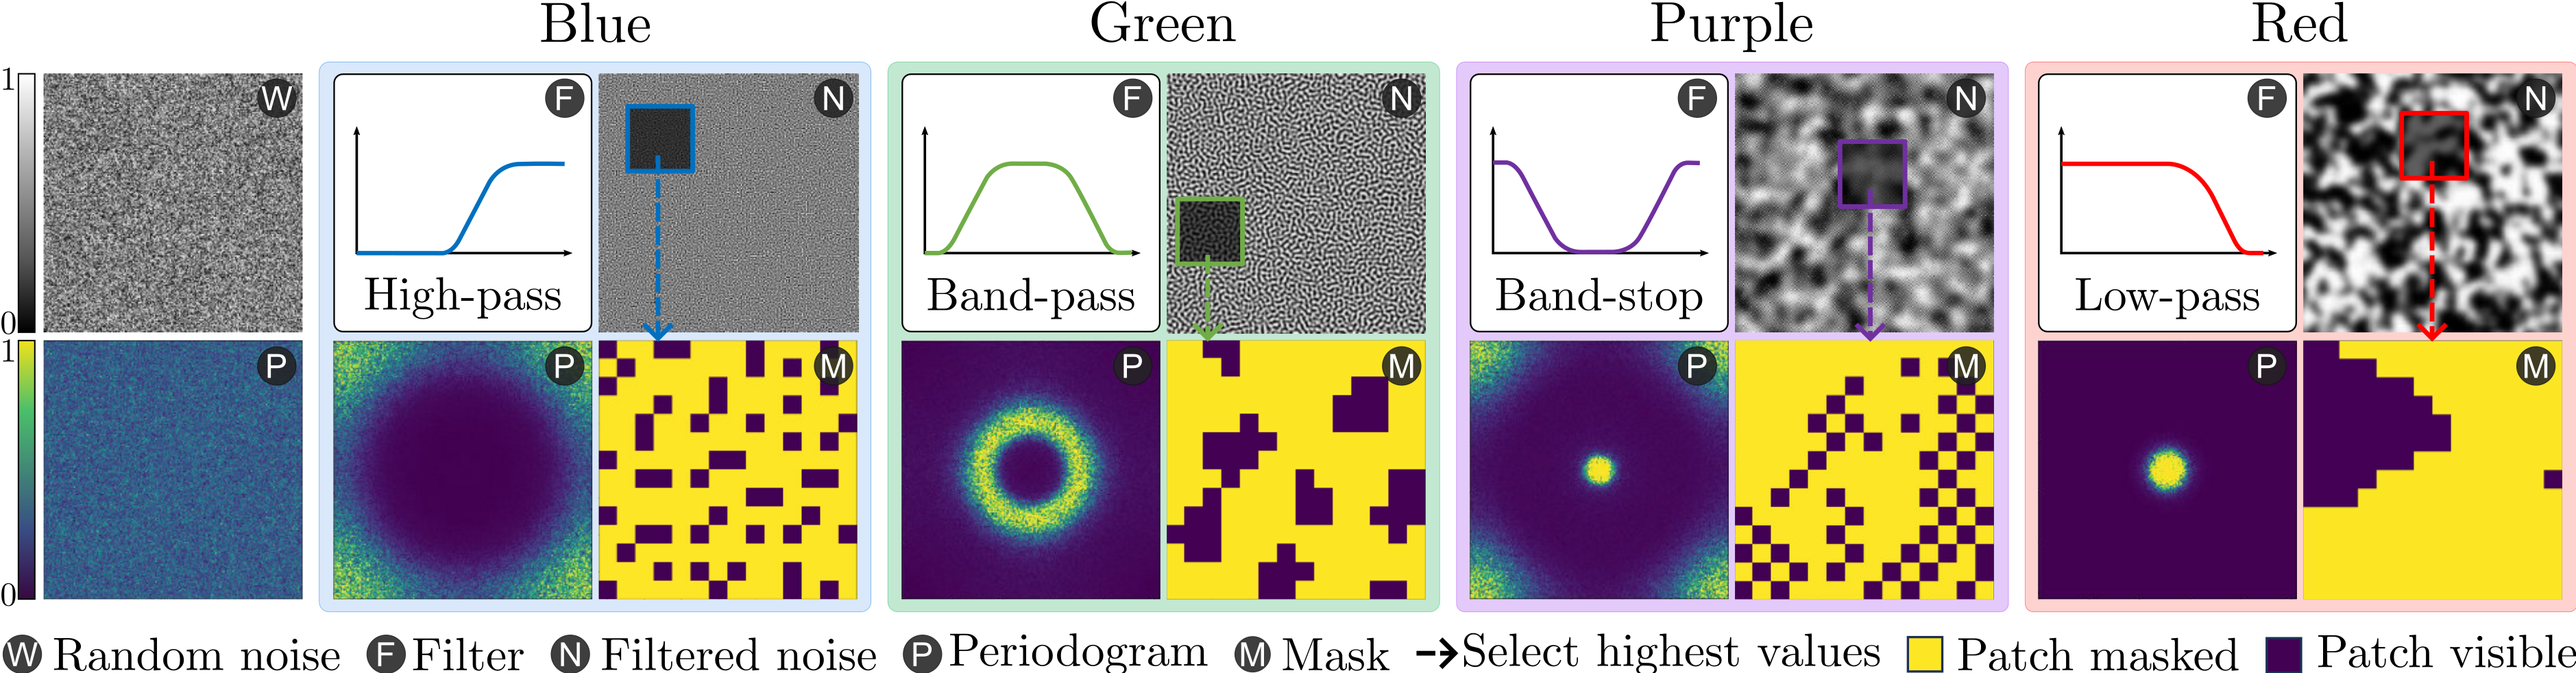 Blue
Green
Purple
Red
1
0
W
F
High-pass
N
F
Band-pass
N
F
Band-stop
N
F
Low-pass
N
1
0
P
P
M
P
M
P
M
P
M
W Random noise F Filter N Filtered noise P Periodogram M Mask Select highest values Patch masked Patch visible